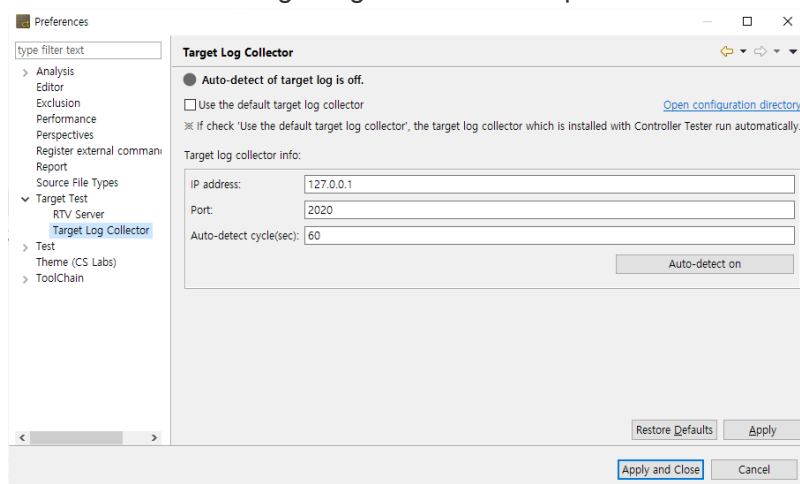 Preferences
type filter text
Analysis
Editor
Exclusion
Performance
Perspectives
Register external comman
Report
Source File Types
Target Test
RTV Server
Target Log Collector
Test
Theme (CS Labs)
ToolChain
Target Log Collector
Auto-detect of target log is off.
Use the default target log collector
Open configuration directory
※ If check 'Use the default target log collector', the target log collector which is installed with Controller Tester run automatically.
Target log collector info:
IP address: 127.0.0.1
Port: 2020
Auto-detect cycle(sec): 60
Auto-detect on
Restore Defaults Apply
Apply and Close Cancel